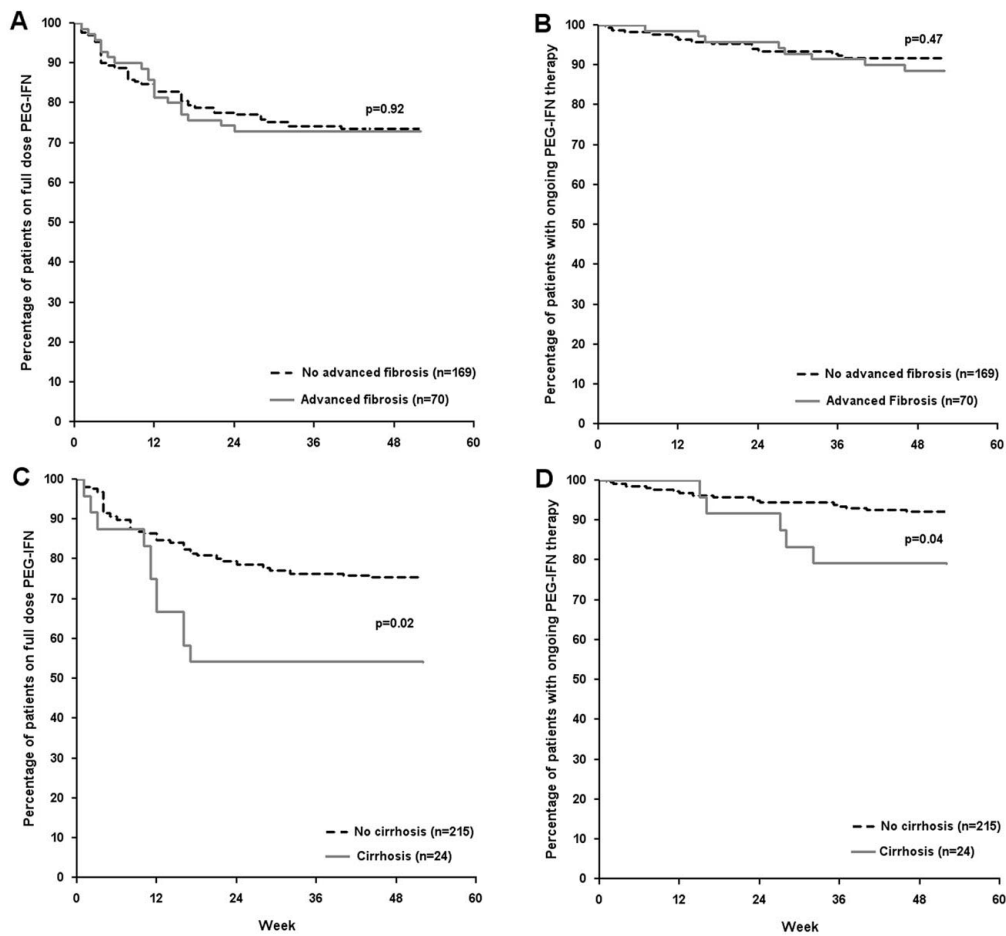 A
Percentage of patients on full dose PEG-IFN
100
90
80
70
60
50
40
30
20
10
0
p=0.92
No advanced fibrosis (n=169)
Advanced fibrosis (n=70)
0 12 24 36 48 60
B
Percentage of patients with ongoing PEG-IFN therapy
100
90
80
70
60
50
40
30
20
10
0
p=0.47
No advanced fibrosis (n=169)
Advanced Fibrosis (n=70)
0 12 24 36 48 60
C
Percentage of patients on full dose PEG-IFN
100
90
80
70
60
50
40
30
20
10
0
p=0.02
No cirrhosis (n=215)
Cirrhosis (n=24)
0 12 24 36 48 60
Week
D
Percentage of patients with ongoing PEG-IFN therapy
100
90
80
70
60
50
40
30
20
10
0
p=0.04
No cirrhosis (n=215)
Cirrhosis (n=24)
0 12 24 36 48 60
Week